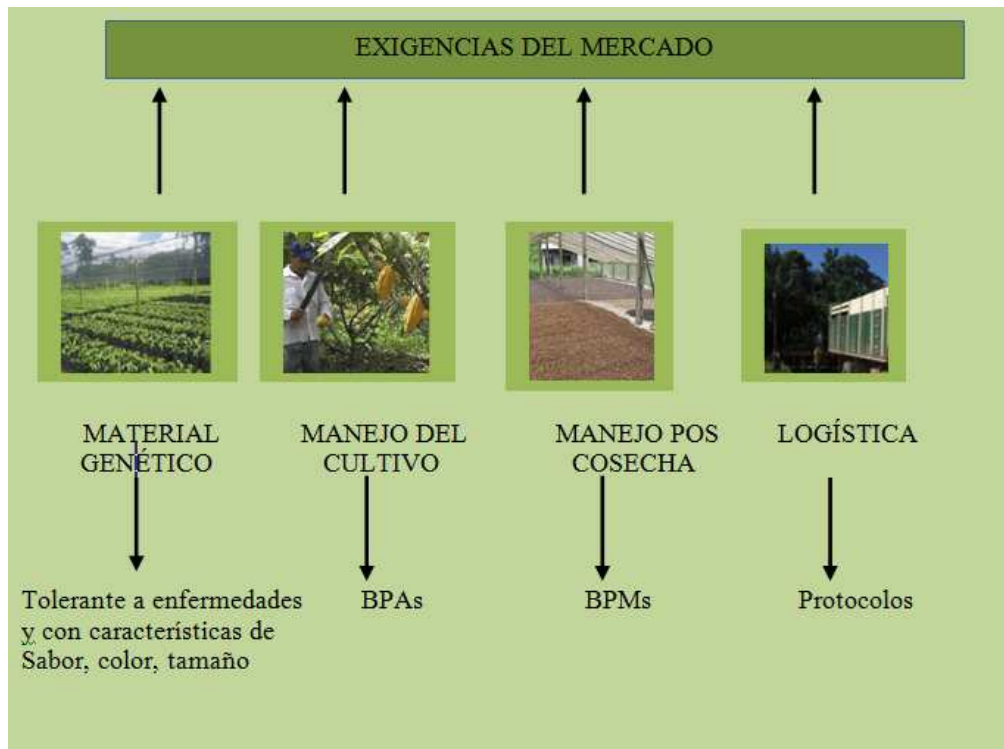 EXIGENCIAS DEL MERCADO
MATERIAL
GENÉTICO
MANEJO DEL
CULTIVO
MANEJO POS
COSECHA
LOGÍSTICA
Tolerante a enfermedades
y con características de
Sabor, color, tamaño
BPAs
BPMs
Protocolos